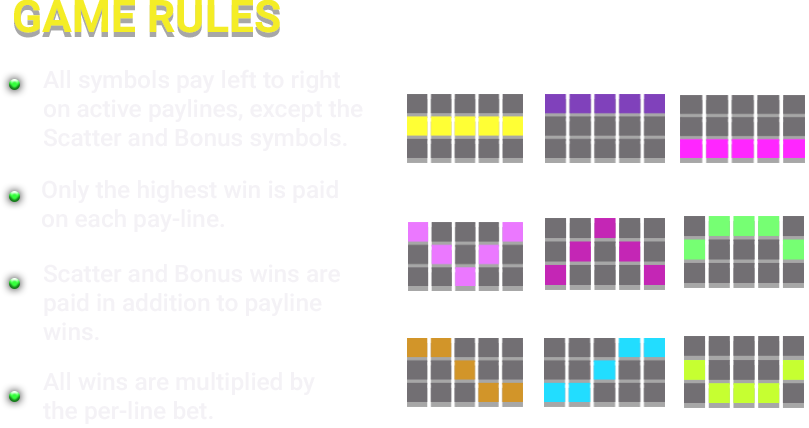 GAME RULES
All symbols pay left to right
on active paylines, except the
Scatter and Bonus symbols.
Only the highest win is paid
on each pay-line.
Scatter and Bonus wins are
paid in addition to payline
wins.
All wins are multiplied by
the per-line bet.